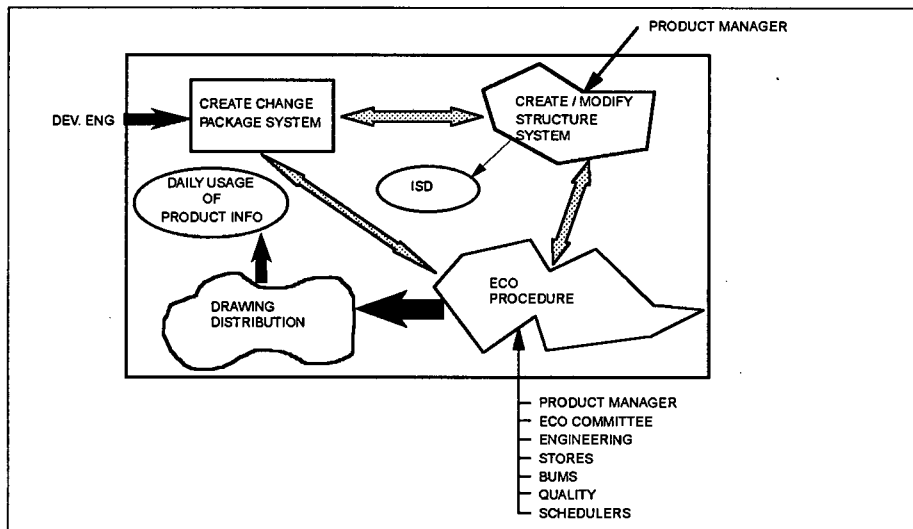 PRODUCT MANAGER
CREATE CHANGE
PACKAGE SYSTEM
CREATE / MODIFY
STRUCTURE
SYSTEM
DEV. ENG
DAILY USAGE
OF
PRODUCT INFO
ISD
ECO
PROCEDURE
DRAWING
DISTRIBUTION
PRODUCT MANAGER
ECO COMMITTEE
ENGINEERING
STORES
BUMS
QUALITY
SCHEDULERS